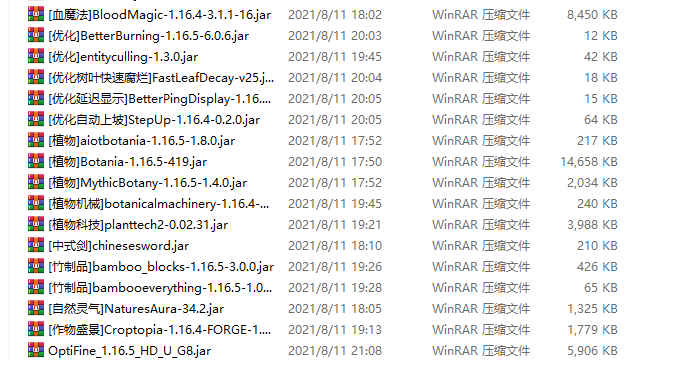 [血魔法]BloodMagic-1.16.4-3.1.1-16.jar 2021/8/11 18:02 WinRAR 压缩文件 8,450 KB
[优化]BetterBurning-1.16.5-6.0.6.jar 2021/8/11 20:03 WinRAR 压缩文件 12 KB
[优化]entityculling-1.3.0.jar 2021/8/11 19:45 WinRAR 压缩文件 42 KB
[优化树叶快速腐烂]FastLeafDecay-v25.j... 2021/8/11 20:04 WinRAR 压缩文件 18 KB
[优化延迟显示]BetterPingDisplay-1.16.... 2021/8/11 20:05 WinRAR 压缩文件 15 KB
[优化自动上坡]StepUp-1.16.4-0.2.0.jar 2021/8/11 20:05 WinRAR 压缩文件 64 KB
[植物]aiotbotania-1.16.5-1.8.0.jar 2021/8/11 17:52 WinRAR 压缩文件 217 KB
[植物]Botania-1.16.5-419.jar 2021/8/11 17:50 WinRAR 压缩文件 14,658 KB
[植物]MythicBotany-1.16.5-1.4.0.jar 2021/8/11 17:52 WinRAR 压缩文件 2,034 KB
[植物机械]botanicalmachinery-1.16.4-... 2021/8/11 19:45 WinRAR 压缩文件 240 KB
[植物科技]planttech2-0.02.31.jar 2021/8/11 19:21 WinRAR 压缩文件 3,988 KB
[中式剑]chinesesword.jar 2021/8/11 18:10 WinRAR 压缩文件 210 KB
[竹制品]bamboo_blocks-1.16.5-3.0.0.jar 2021/8/11 19:26 WinRAR 压缩文件 426 KB
[竹制品]bambooeverything-1.16.5-1.0... 2021/8/11 19:28 WinRAR 压缩文件 65 KB
[自然灵气]NaturesAura-34.2.jar 2021/8/11 18:05 WinRAR 压缩文件 1,325 KB
[作物盛景]Croptopia-1.16.4-FORGE-1.... 2021/8/11 19:13 WinRAR 压缩文件 1,779 KB
OptiFine_1.16.5_HD_U_G8.jar 2021/8/11 21:08 WinRAR 压缩文件 5,906 KB